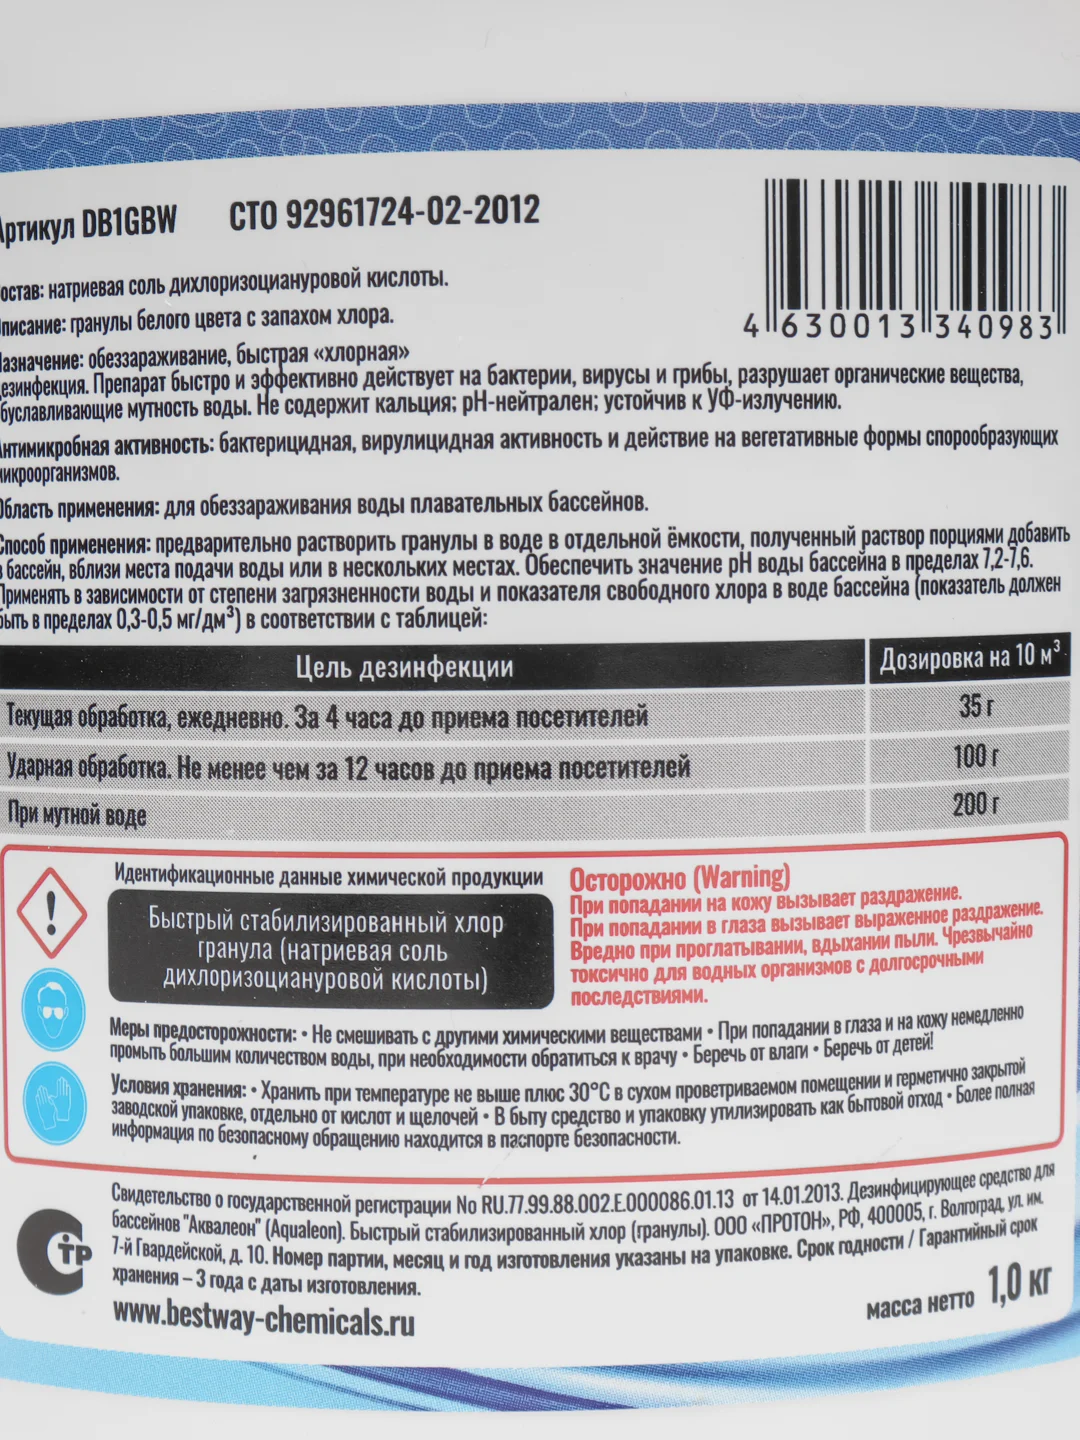 Артикул DB1GBW СТО 92961724-02-2012
остав: натриевая соль дихлоризоциануровой кислоты.
писание: гранулы белого цвета с запахом хлора.
азначение: обеззараживание, быстрая «хлорная»
езинфекция. Препарат быстро и эффективно действует на бактерии, вирусы и грибы, разрушает органические вещества,
буславливающие мутность воды. Не содержит кальция; pH-нейтрален; устойчив к УФ-излучению.
4 630013 340983
Антимикробная активность: бактерицидная, вирулицидная активность и действие на вегетативные формы спорообразующих
микроорганизмов.
Область применения: для обеззараживания воды плавательных бассейнов.
Способ применения: предварительно растворить гранулы в воде в отдельной ёмкости, полученный раствор порциями добавить
в бассейн, вблизи места подачи воды или в нескольких местах. Обеспечить значение pH воды бассейна в пределах 7,2-7,6.
Применять в зависимости от степени загрязненности воды и показателя свободного хлора в воде бассейна (показатель должен
быть в пределах 0,3-0,5 мг/дм³) в соответствии с таблицей:
Цель дезинфекции Дозировка на 10 м³
Текущая обработка, ежедневно. За 4 часа до приема посетителей 35 г
Ударная обработка. Не менее чем за 12 часов до приема посетителей 100 г
При мутной воде 200 г
Идентификационные данные химической продукции
Быстрый стабилизированный хлор
гранула (натриевая соль
дихлоризоциануровой кислоты)
Осторожно (Warning)
При попадании на кожу вызывает раздражение.
При попадании в глаза вызывает выраженное раздражение.
Вредно при проглатывании, вдыхании пыли. Чрезвычайно
токсично для водных организмов с долгосрочными
последствиями.
Меры предосторожности: • Не смешивать с другими химическими веществами • При попадании в глаза и на кожу немедленно
промыть большим количеством воды, при необходимости обратиться к врачу • Беречь от влаги • Беречь от детей!
Условия хранения: • Хранить при температуре не выше плюс 30°С в сухом проветриваемом помещении и герметично закрытой
заводской упаковке, отдельно от кислот и щелочей • В быту средство и упаковку утилизировать как бытовой отход • Более полная
информация по безопасному обращению находится в паспорте безопасности.
Свидетельство о государственной регистрации No RU.77.99.88.002.Е.000086.01.13 от 14.01.2013. Дезинфицирующее средство для
бассейнов "Аквалеон" (Aqualeon). Быстрый стабилизированный хлор (гранулы). ООО «ПРОТОН», РФ, 400005, г. Волгоград, ул. им.
7-й Гвардейской, д. 10. Номер партии, месяц и год изготовления указаны на упаковке. Срок годности / Гарантийный срок
хранения – 3 года с даты изготовления.
www.bestway-chemicals.ru
масса нетто 1,0 кг